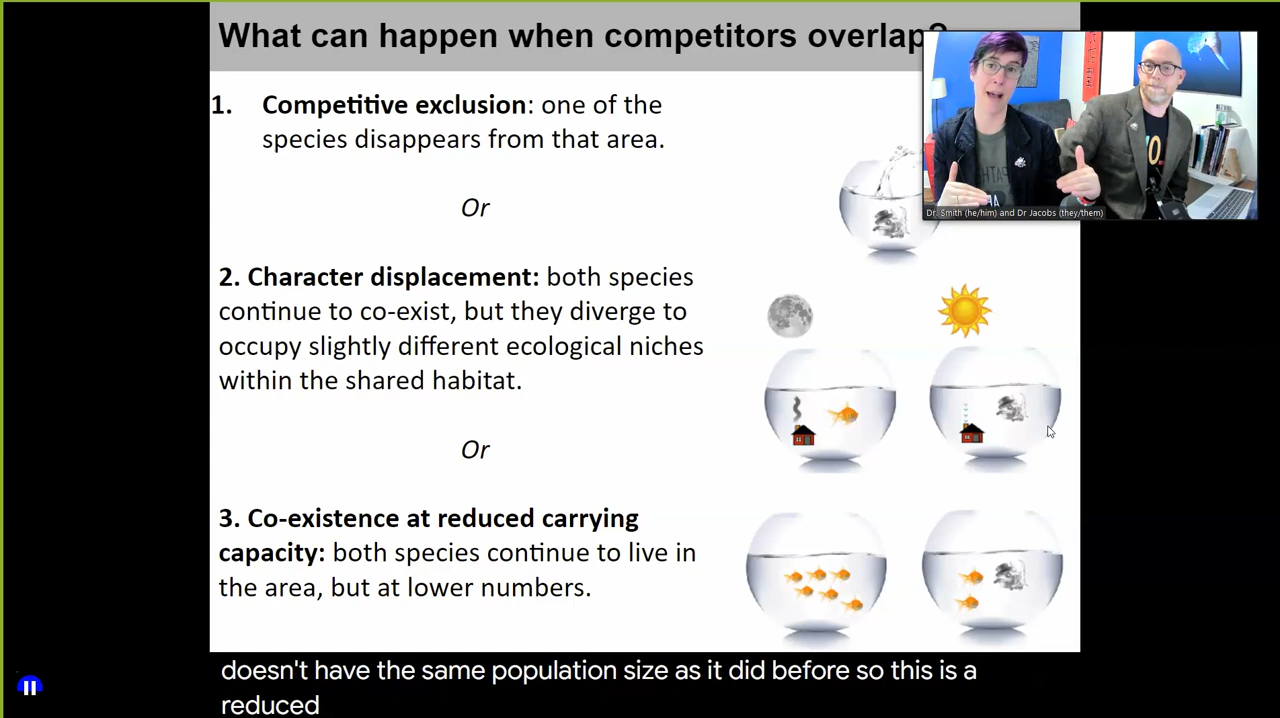 What can happen when competitors overlap?
1. Competitive exclusion: one of the
species disappears from that area.
Or
2. Character displacement: both species
continue to co-exist, but they diverge to
occupy slightly different ecological niches
within the shared habitat.
Or
3. Co-existence at reduced carrying
capacity: both species continue to live in
the area, but at lower numbers.
Dr. Smith (he/him) and Dr Jacobs (they/them)
doesn't have the same population size as it did before so this is a
reduced